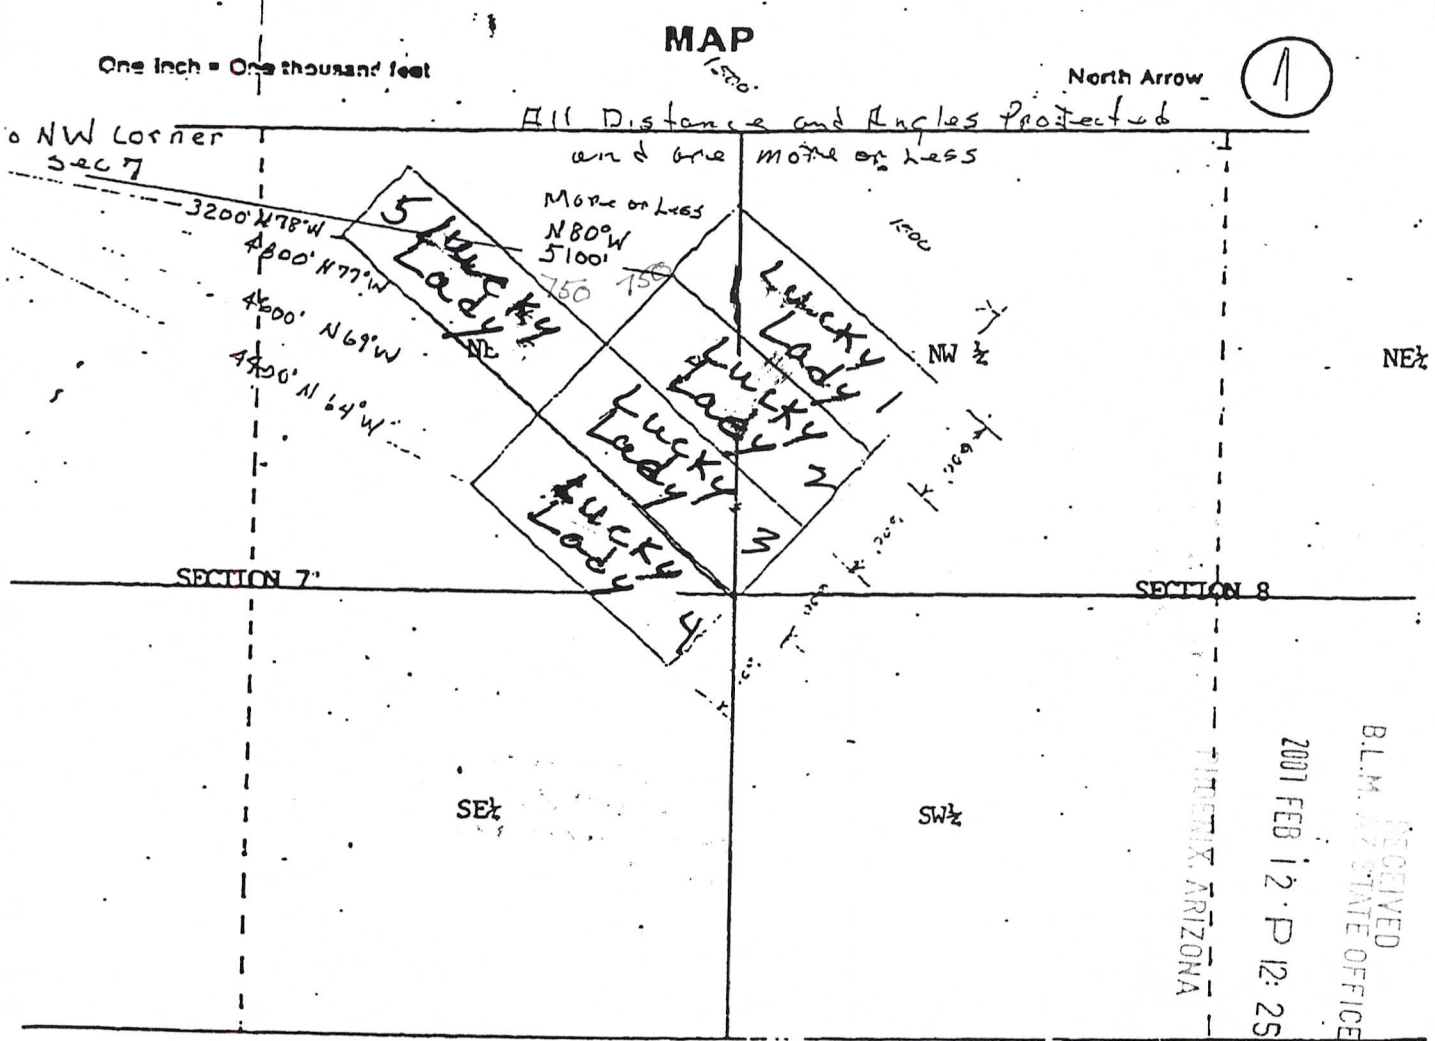 MAP
One inch = One thousand feet
1500'
North Arrow
1
All Distance and Angles Protected
and are more or Less
o NW Corner
Sec 7
3200' N78°W
4800' N77°W
4600' N69°W
4400' N64°W
More or Less
N80°W
5100'
750 750
1500
5 Lucky
Lady
Lucky
Lady 1
Lucky
Lady
2
Lucky
Lady
3
Lucky
Lady
4
NE
NW ¼
NE¼
SECTION 7
SECTION 8
SE¼
SW¼
RECEIVED
B.L.M. AZ STATE OFFICE
2001 FEB 12 P 12: 25
PHOENIX, ARIZONA